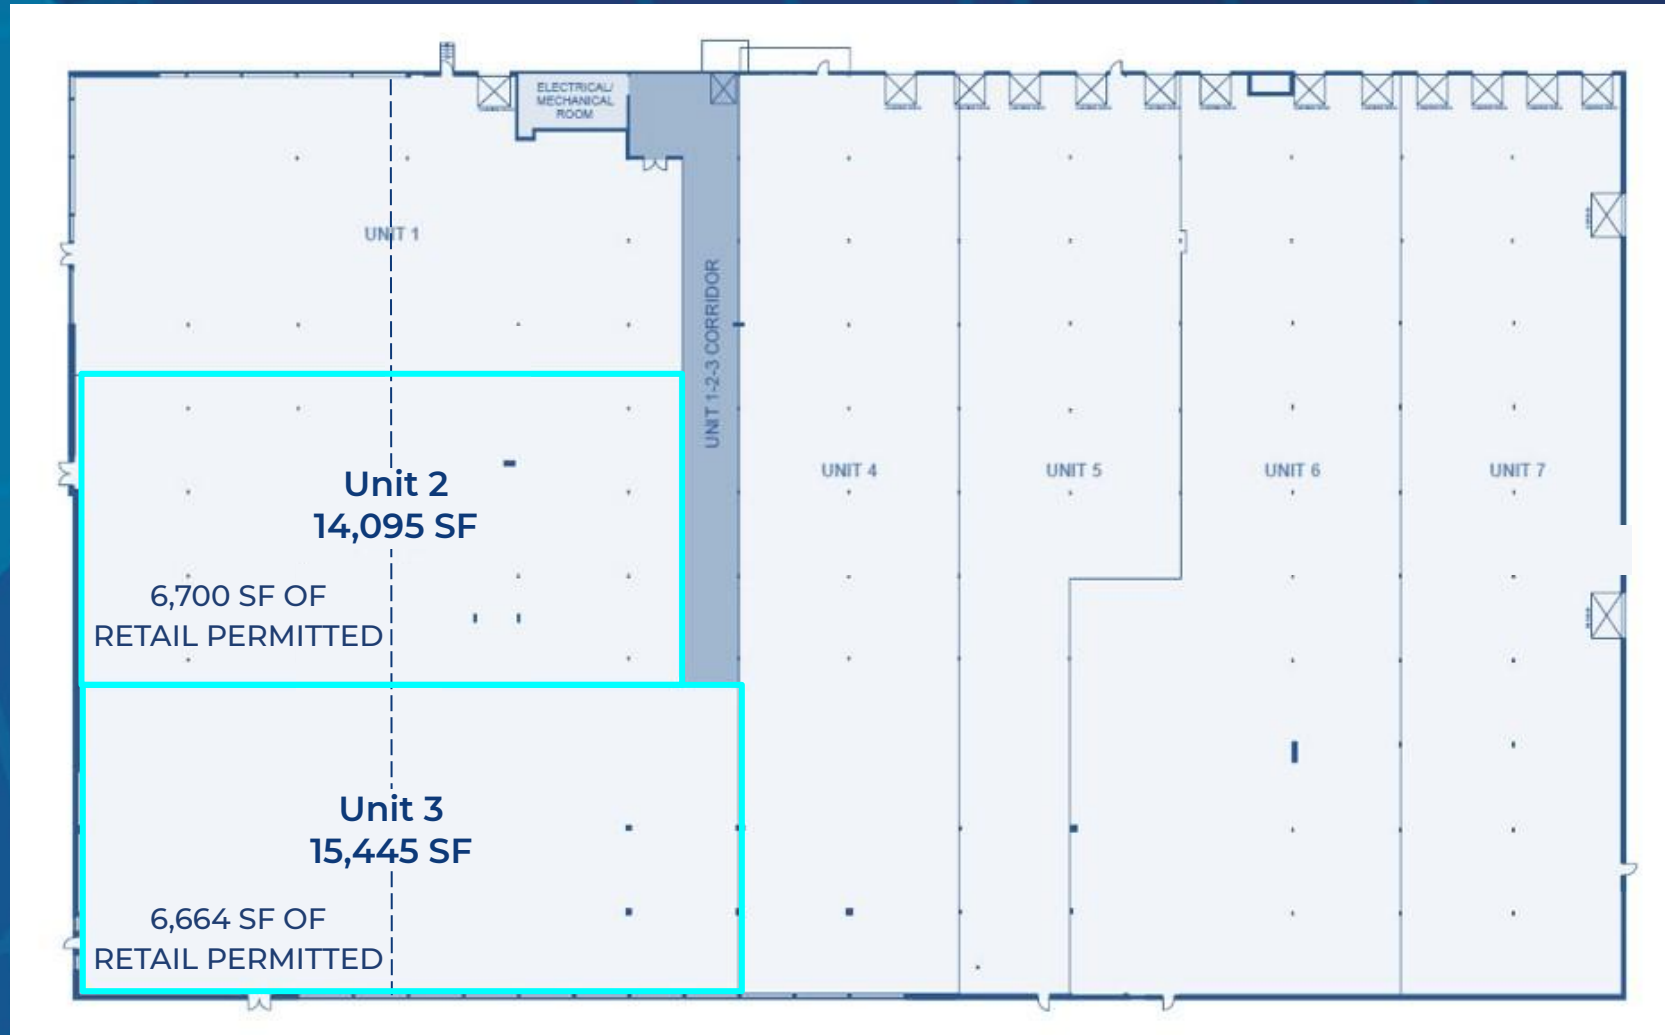 ELECTRICAL/
MECHANICAL
ROOM
UNIT 1
UNIT 1-2-3 CORRIDOR
Unit 2
14,095 SF
6,700 SF OF
RETAIL PERMITTED
UNIT 4
UNIT 5
UNIT 6
UNIT 7
Unit 3
15,445 SF
6,664 SF OF
RETAIL PERMITTED